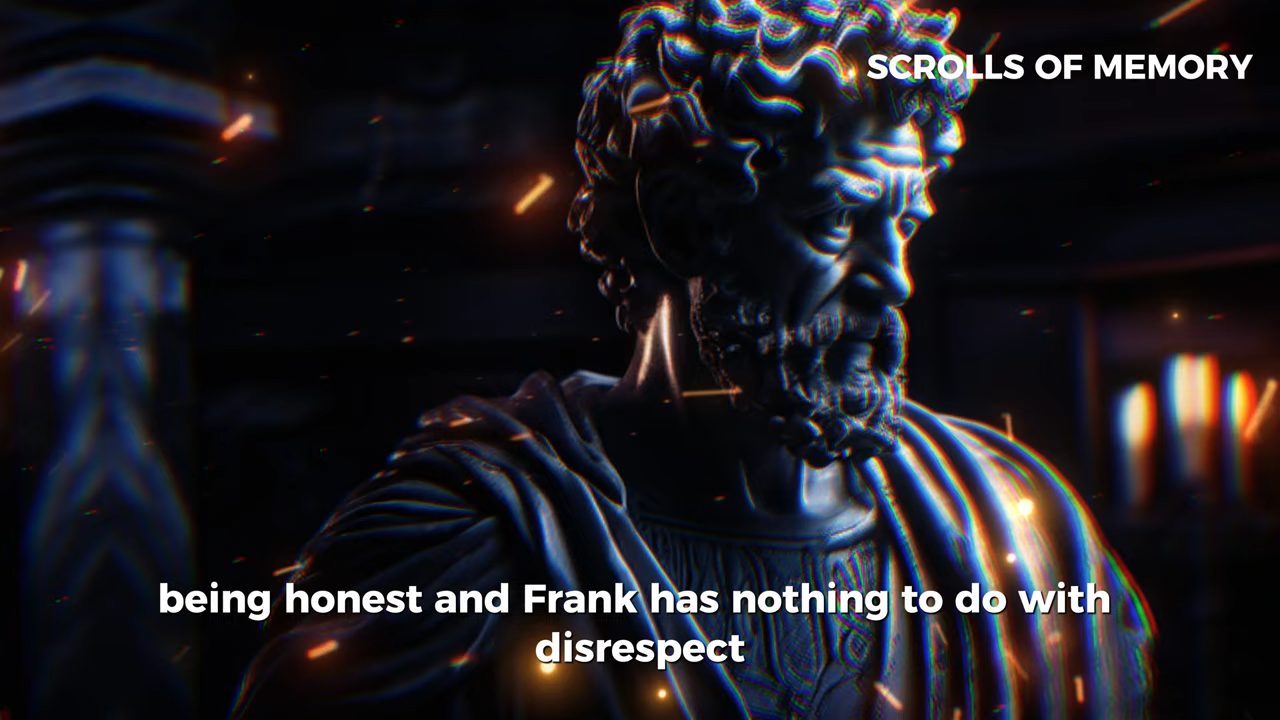 SCROLLS OF MEMORY
being honest and Frank has nothing to do with
disrespect